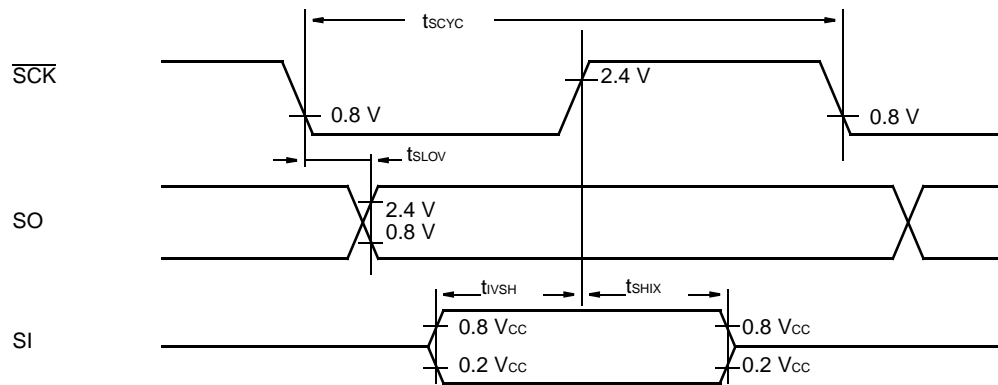 tSCYC
SCK
2.4 V
0.8 V
0.8 V
tSLOV
SO
2.4 V
0.8 V
tIVSH
tSHIX
SI
0.8 VCC
0.8 VCC
0.2 VCC
0.2 VCC